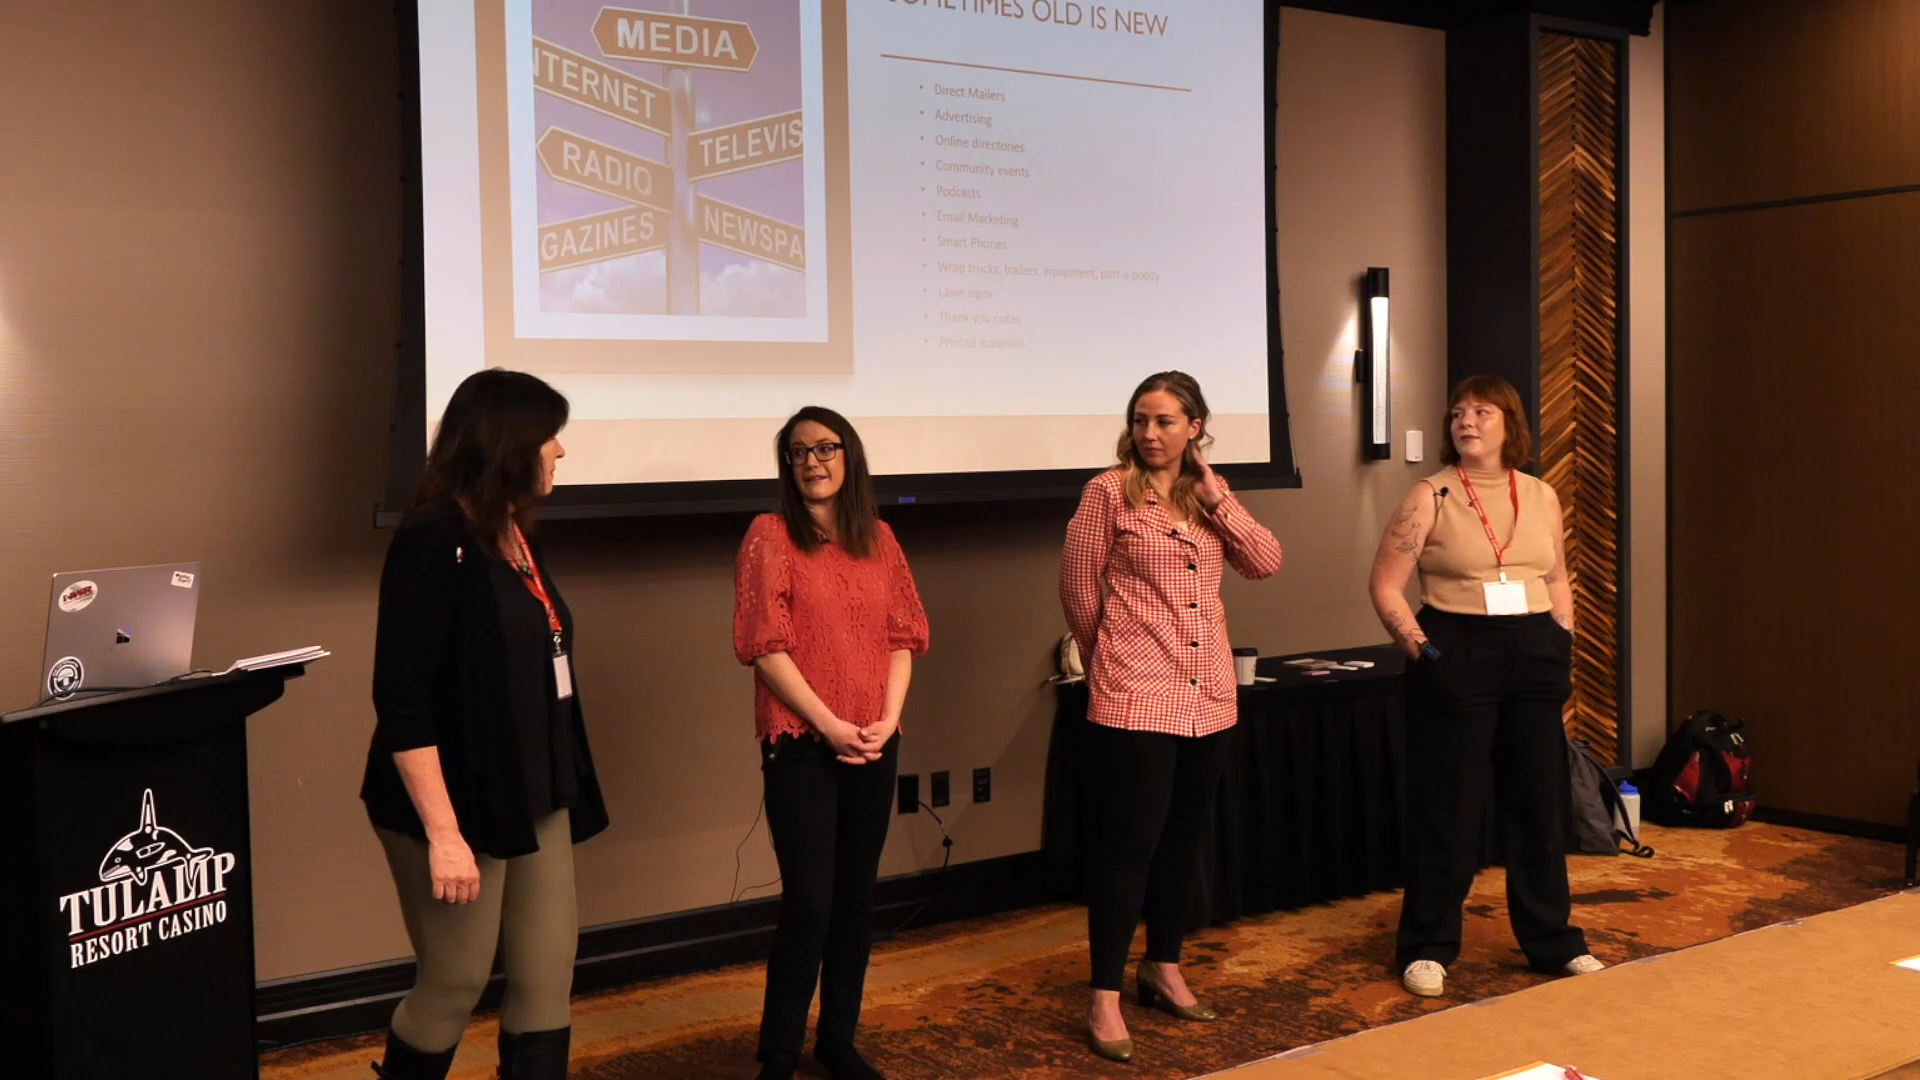 SOMETIMES OLD IS NEW
MEDIA
NTERNET
TELEVIS
RADIO
GAZINES
NEWSPA
• Direct Mailers
• Advertising
• Online directories
• Community events
• Podcasts
• Email Marketing
• Smart Phones
• Wrap trucks, trailers, equipment, port-a-potty
• Lawn signs
• Thank you notes
• Printed materials
TULALIP
RESORT CASINO